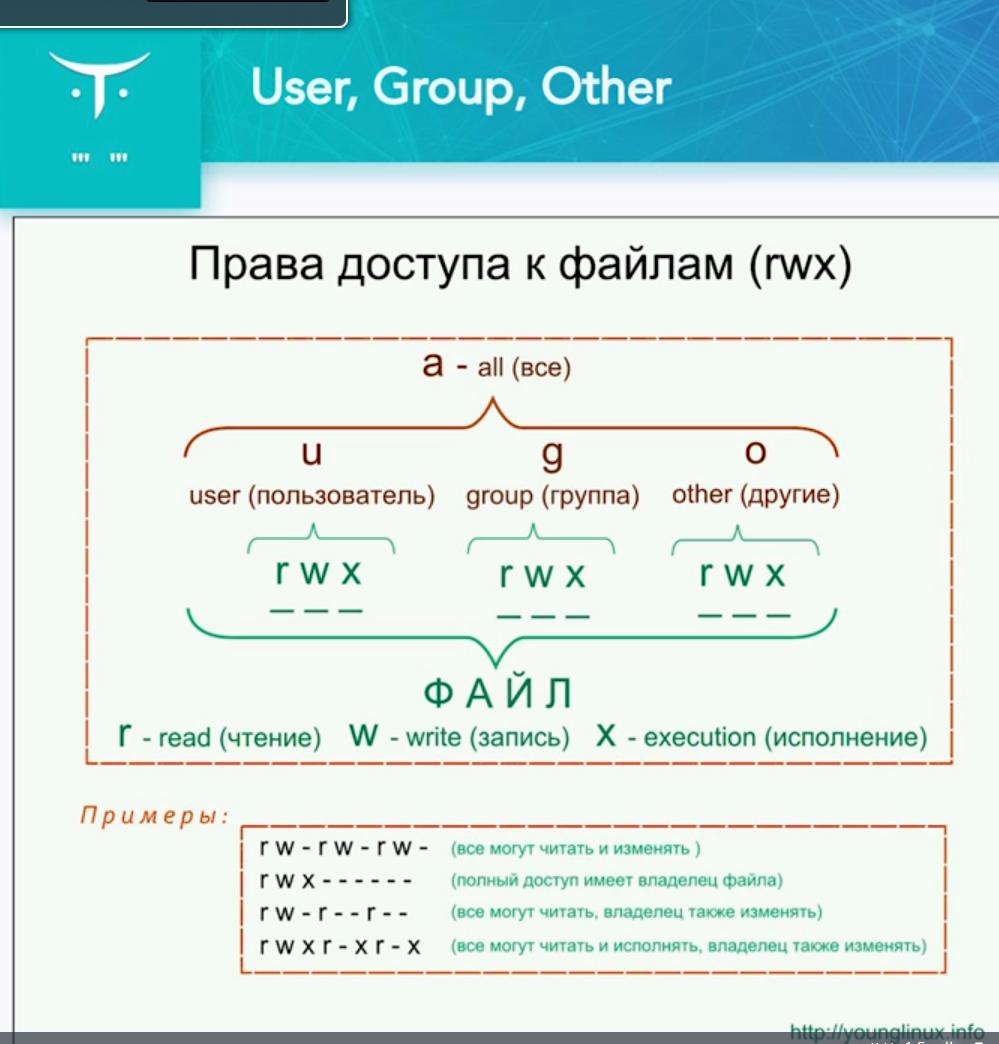 User, Group, Other
Права доступа к файлам (rwx)
a - all (все)
u g o
user (пользователь) group (группа) other (другие)
r w x r w x r w x
_ _ _ _ _ _ _ _ _
ФАЙЛ
r - read (чтение) w - write (запись) x - execution (исполнение)
Примеры:
rw-rw-rw- (все могут читать и изменять )
rwx------ (полный доступ имеет владелец файла)
rw-r--r-- (все могут читать, владелец также изменять)
rwxr-xr-x (все могут читать и исполнять, владелец также изменять)
http://younglinux.info